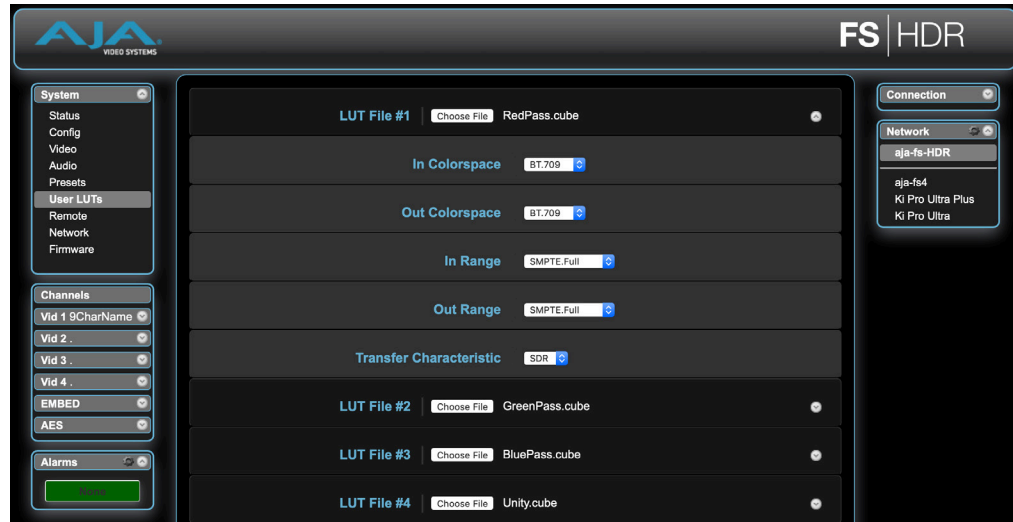 AJA
VIDEO SYSTEMS
FS HDR
System
Status
Config
Video
Audio
Presets
User LUTs
Remote
Network
Firmware
Channels
Vid 1 9CharName
Vid 2 .
Vid 3 .
Vid 4 .
EMBED
AES
Alarms
None
LUT File #1 Choose File RedPass.cube
In Colorspace BT.709
Out Colorspace BT.709
In Range SMPTE.Full
Out Range SMPTE.Full
Transfer Characteristic SDR
LUT File #2 Choose File GreenPass.cube
LUT File #3 Choose File BluePass.cube
LUT File #4 Choose File Unity.cube
Connection
Network
aja-fs-HDR
aja-fs4
Ki Pro Ultra Plus
Ki Pro Ultra